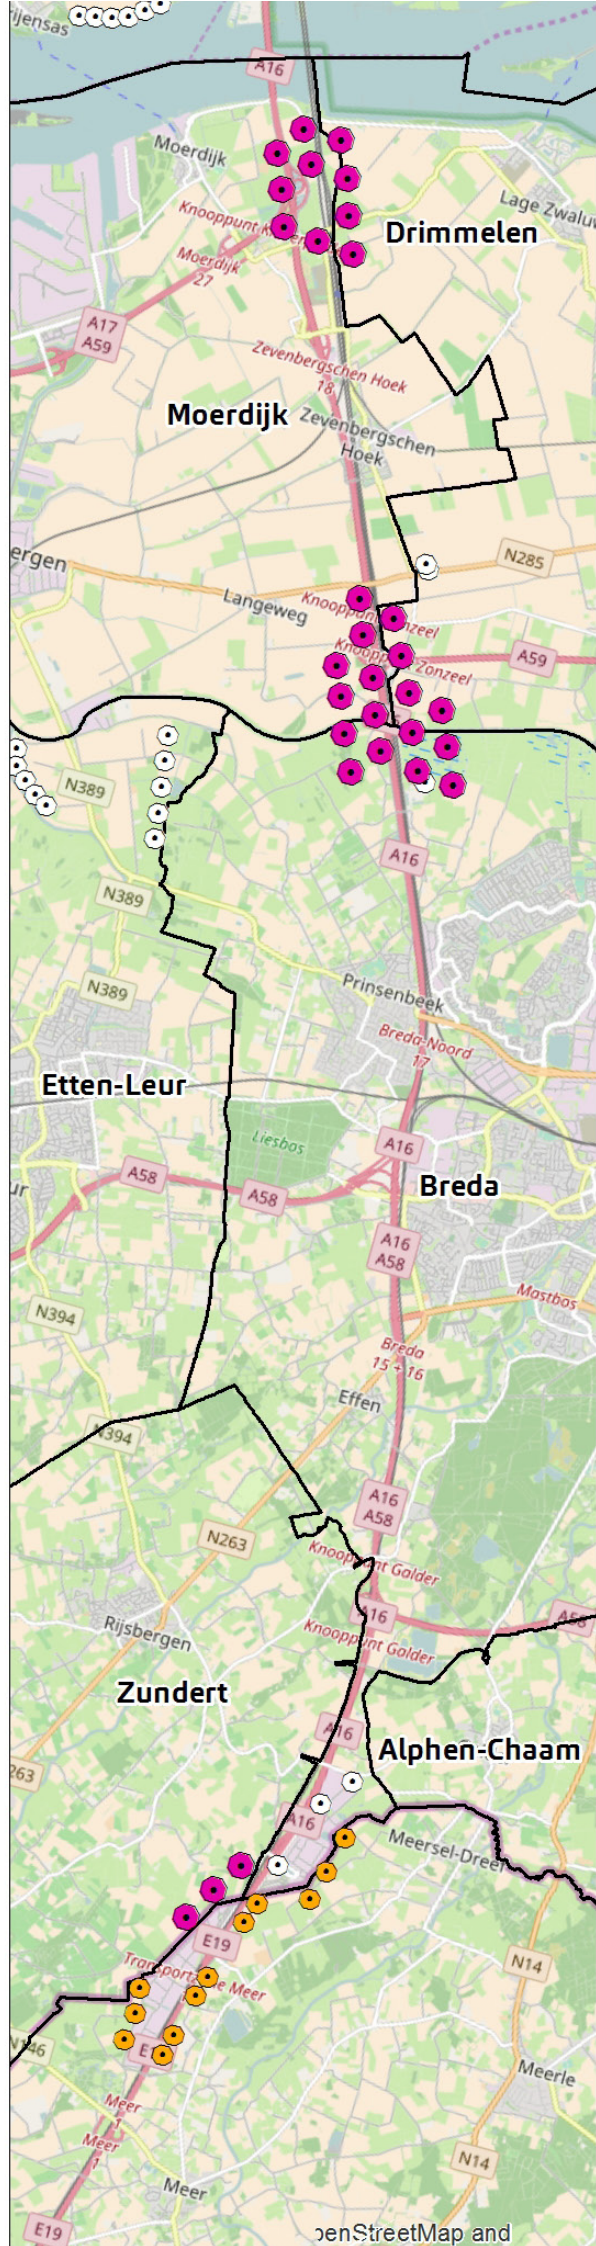 ijensas
A16
Moerdijk
Lage Zwaluw
Knooppunt K
Drimmelen
Moerdijk
27
A17
A59
Zevenbergschen Hoek
18
Moerdijk
Zevenbergschen
Hoek
ergen
N285
Langeweg
Knooppunt Zonzeel
Knooppunt Zonzeel
A59
N389
A16
N389
Prinsenbeek
N389
Breda-Noord
17
Etten-Leur
Liesbos
A16
ur
A58
A58
Breda
A16
A58
Mastbos
N394
Breda
15 + 16
Effen
N394
A16
A58
N263
Knooppunt Galder
A16
A58
Rijsbergen
Knooppunt Galder
Zundert
A16
Alphen-Chaam
263
A16
Meersel-Dreef
E19
N14
Transportzone Meer
N146
Meerle
Meer
1
Meer
1
N14
Meer
E19
penStreetMap and